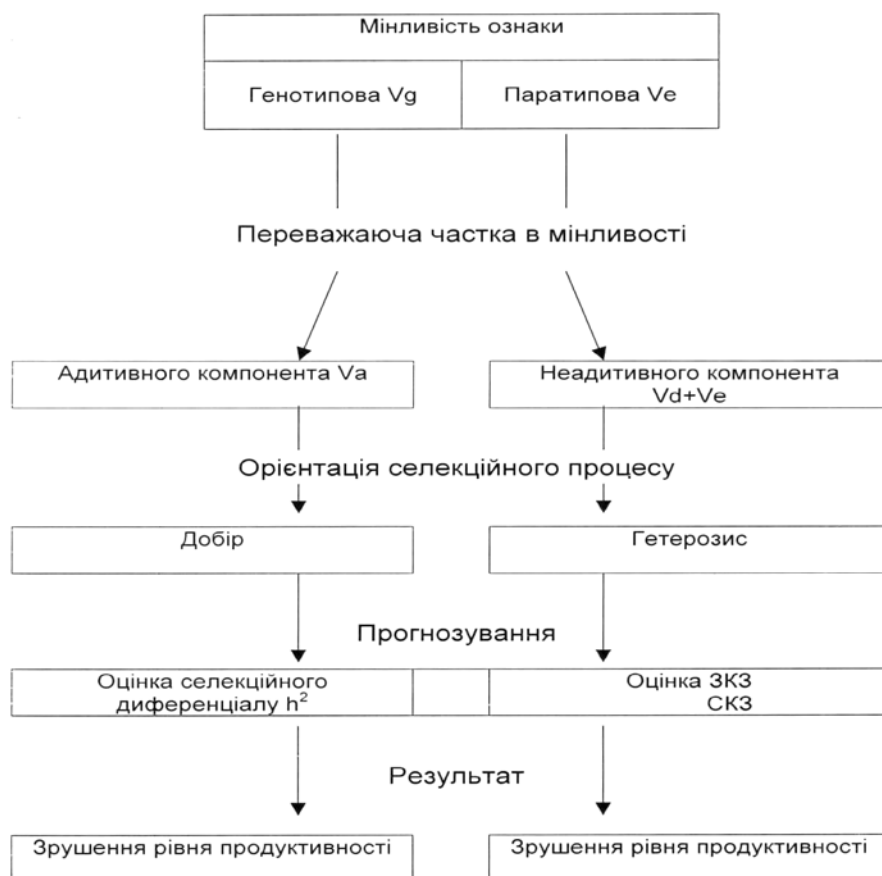 Мінливість ознаки
Генотипова Vg
Паратипова Ve
Переважаюча частка в мінливості
Адитивного компонента Va
Неадитивного компонента
Vd+Ve
Орієнтація селекційного процесу
Добір
Гетерозис
Прогнозування
Оцінка селекційного
диференціалу h²
Оцінка ЗКЗ
СКЗ
Результат
Зрушення рівня продуктивності
Зрушення рівня продуктивності